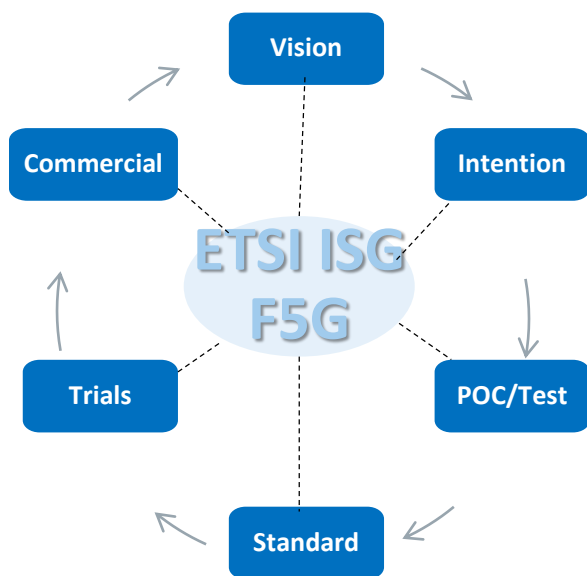 Vision
Commercial
Intention
ETSI ISG
F5G
Trials
POC/Test
Standard